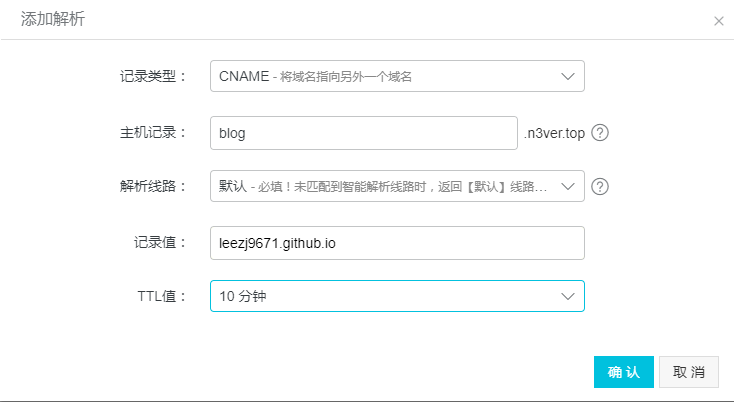 添加解析
×
记录类型： CNAME - 将域名指向另外一个域名
主机记录： blog .n3ver.top ?
解析线路： 默认 - 必填！未匹配到智能解析线路时，返回【默认】线路... ?
记录值： leezj9671.github.io
TTL值： 10 分钟
确 认 取 消